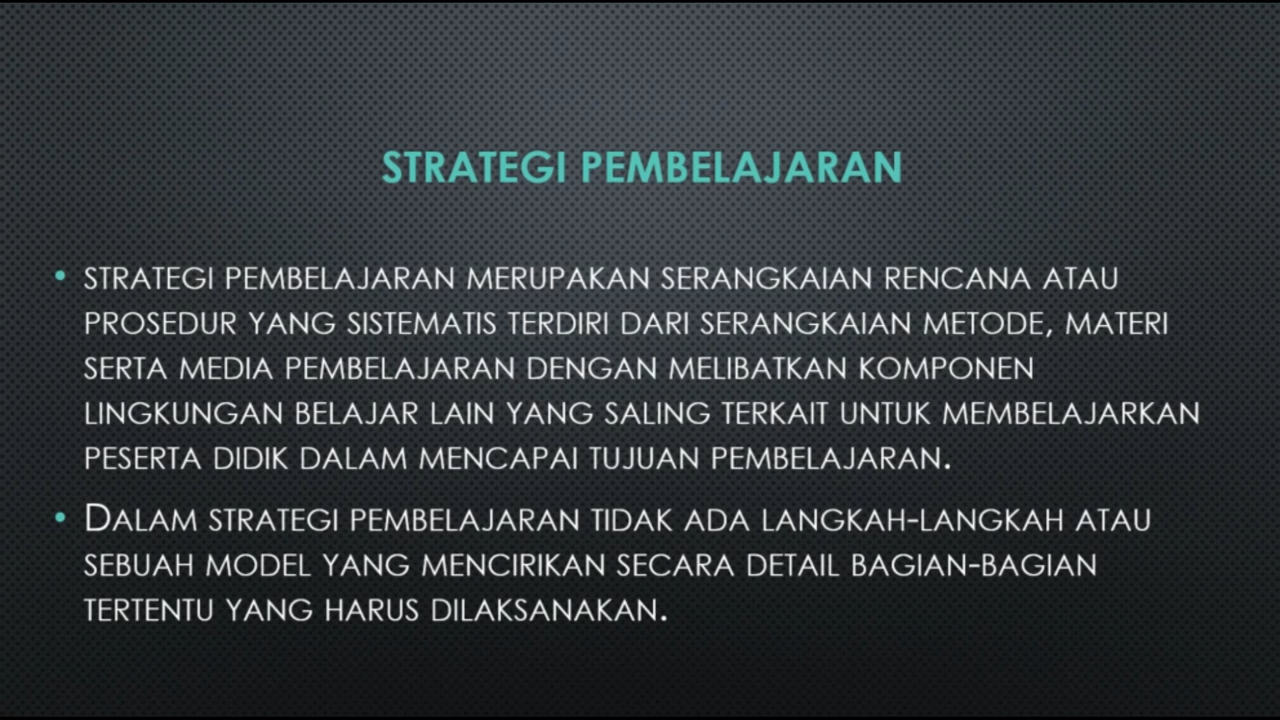 STRATEGI PEMBELAJARAN
• STRATEGI PEMBELAJARAN MERUPAKAN SERANGKAIAN RENCANA ATAU
PROSEDUR YANG SISTEMATIS TERDIRI DARI SERANGKAIAN METODE, MATERI
SERTA MEDIA PEMBELAJARAN DENGAN MELIBATKAN KOMPONEN
LINGKUNGAN BELAJAR LAIN YANG SALING TERKAIT UNTUK MEMBELAJARKAN
PESERTA DIDIK DALAM MENCAPAI TUJUAN PEMBELAJARAN.
• DALAM STRATEGI PEMBELAJARAN TIDAK ADA LANGKAH-LANGKAH ATAU
SEBUAH MODEL YANG MENCIRIKAN SECARA DETAIL BAGIAN-BAGIAN
TERTENTU YANG HARUS DILAKSANAKAN.